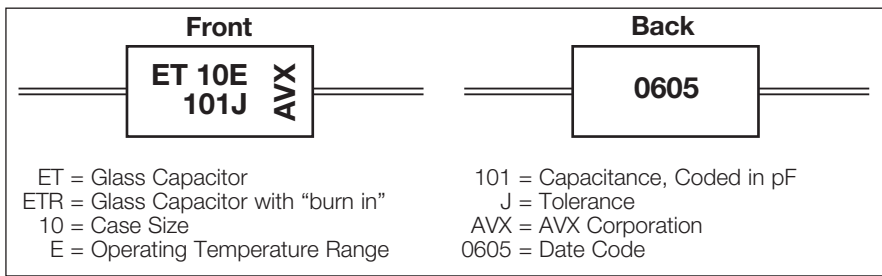 Front
ET 10E
101J
AVX
ET = Glass Capacitor
ETR = Glass Capacitor with “burn in”
10 = Case Size
E = Operating Temperature Range
Back
0605
101 = Capacitance, Coded in pF
J = Tolerance
AVX = AVX Corporation
0605 = Date Code